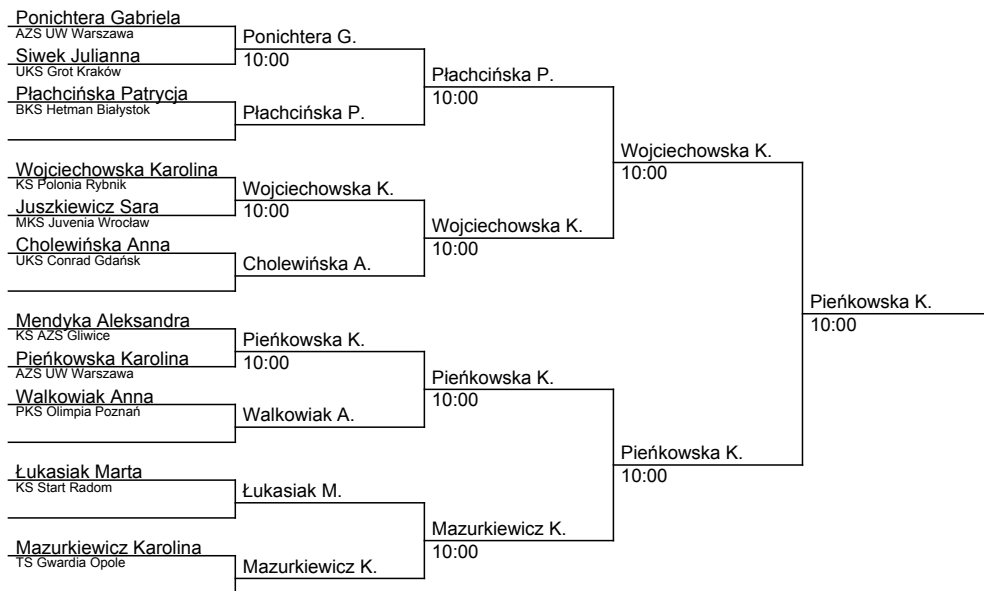 Ponichtera Gabriela
AZS UW Warszawa
Siwek Julianna
UKS Grot Kraków
Płachcińska Patrycja
BKS Hetman Białystok
Wojciechowska Karolina
KS Polonia Rybnik
Juszkiewicz Sara
MKS Juvenia Wrocław
Cholewińska Anna
UKS Conrad Gdańsk
Mendyka Aleksandra
KS AZS Gliwice
Pieńkowska Karolina
AZS UW Warszawa
Walkowiak Anna
PKS Olimpia Poznań
Łukasiak Marta
KS Start Radom
Mazurkiewicz Karolina
TS Gwardia Opole
Ponichtera G.
10:00
Płachcińska P.
Wojciechowska K.
10:00
Cholewińska A.
Pieńkowska K.
10:00
Walkowiak A.
Łukasiak M.
Mazurkiewicz K.
Płachcińska P.
10:00
Wojciechowska K.
10:00
Pieńkowska K.
10:00
Mazurkiewicz K.
10:00
Wojciechowska K.
10:00
Pieńkowska K.
10:00
Pieńkowska K.
10:00